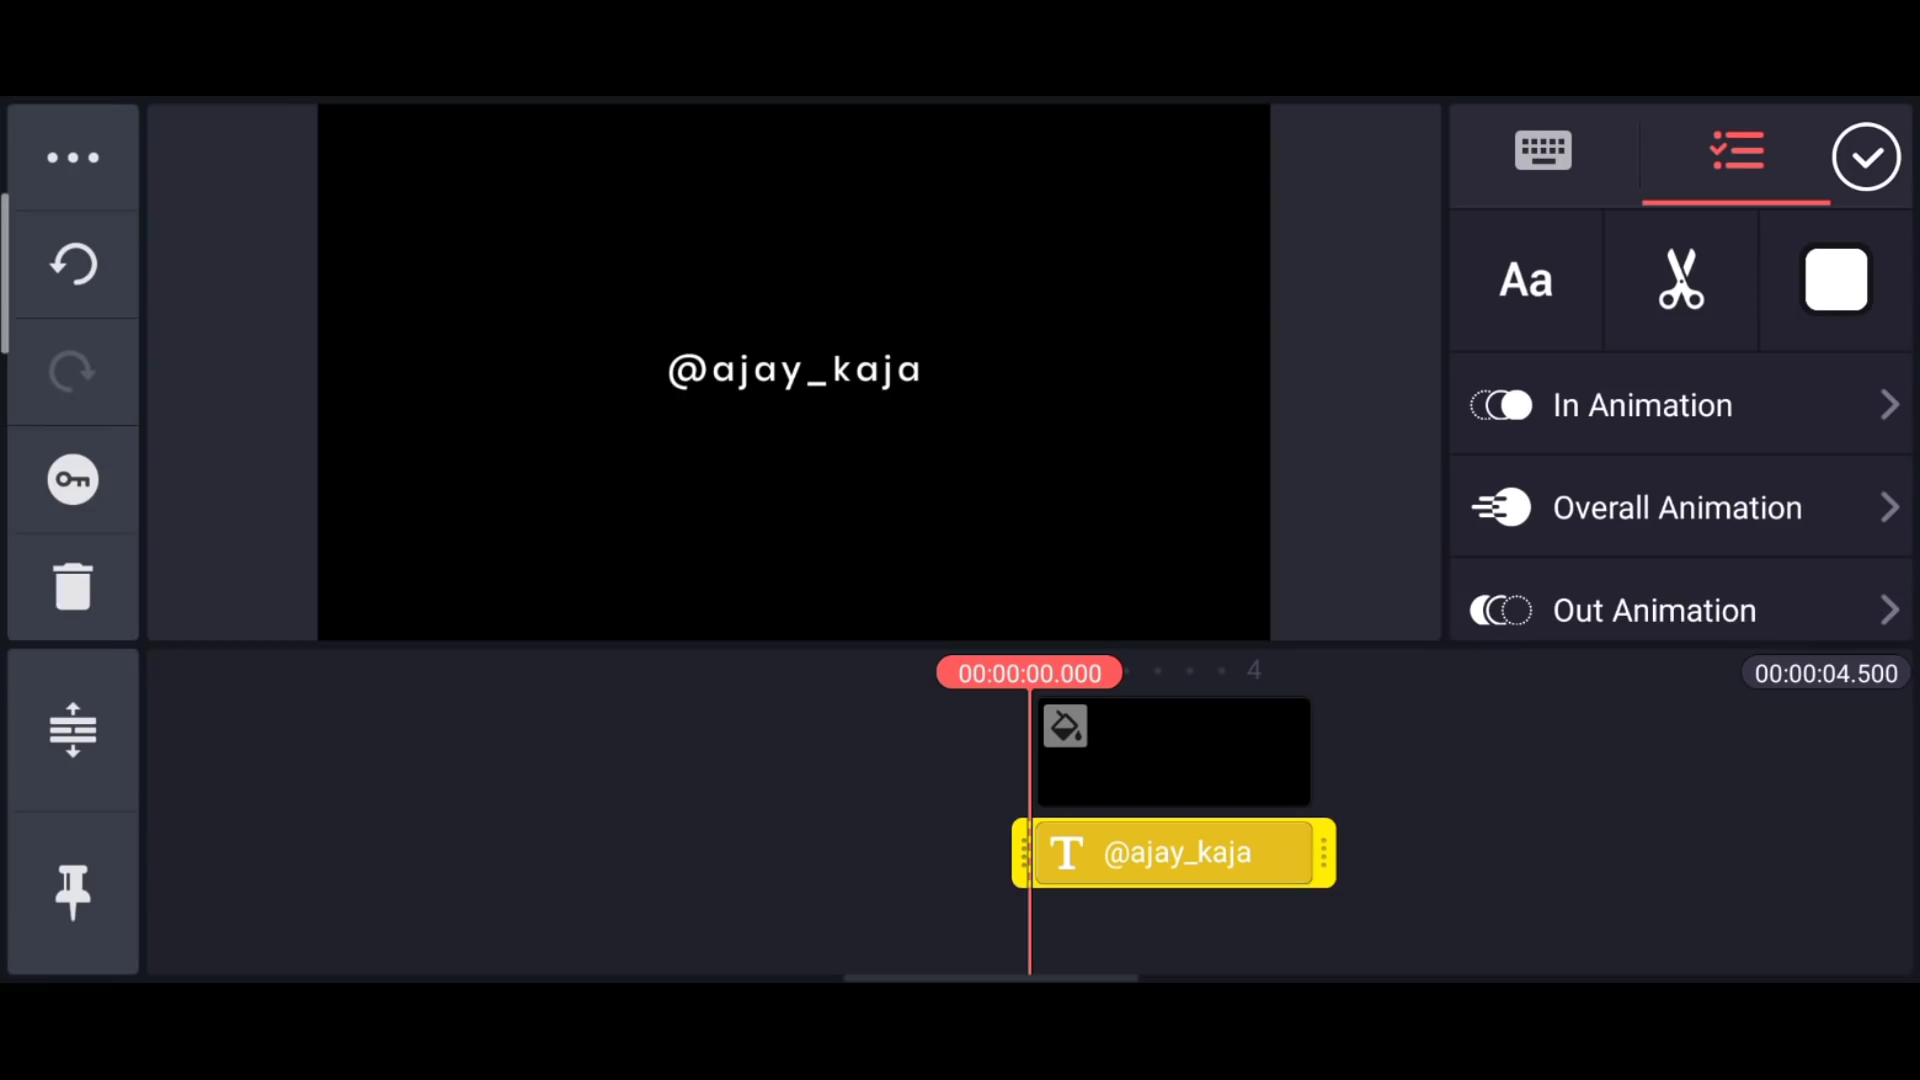 @ajay_kaja
Aa
In Animation
Overall Animation
Out Animation
00:00:00.000
4
00:00:04.500
T @ajay_kaja